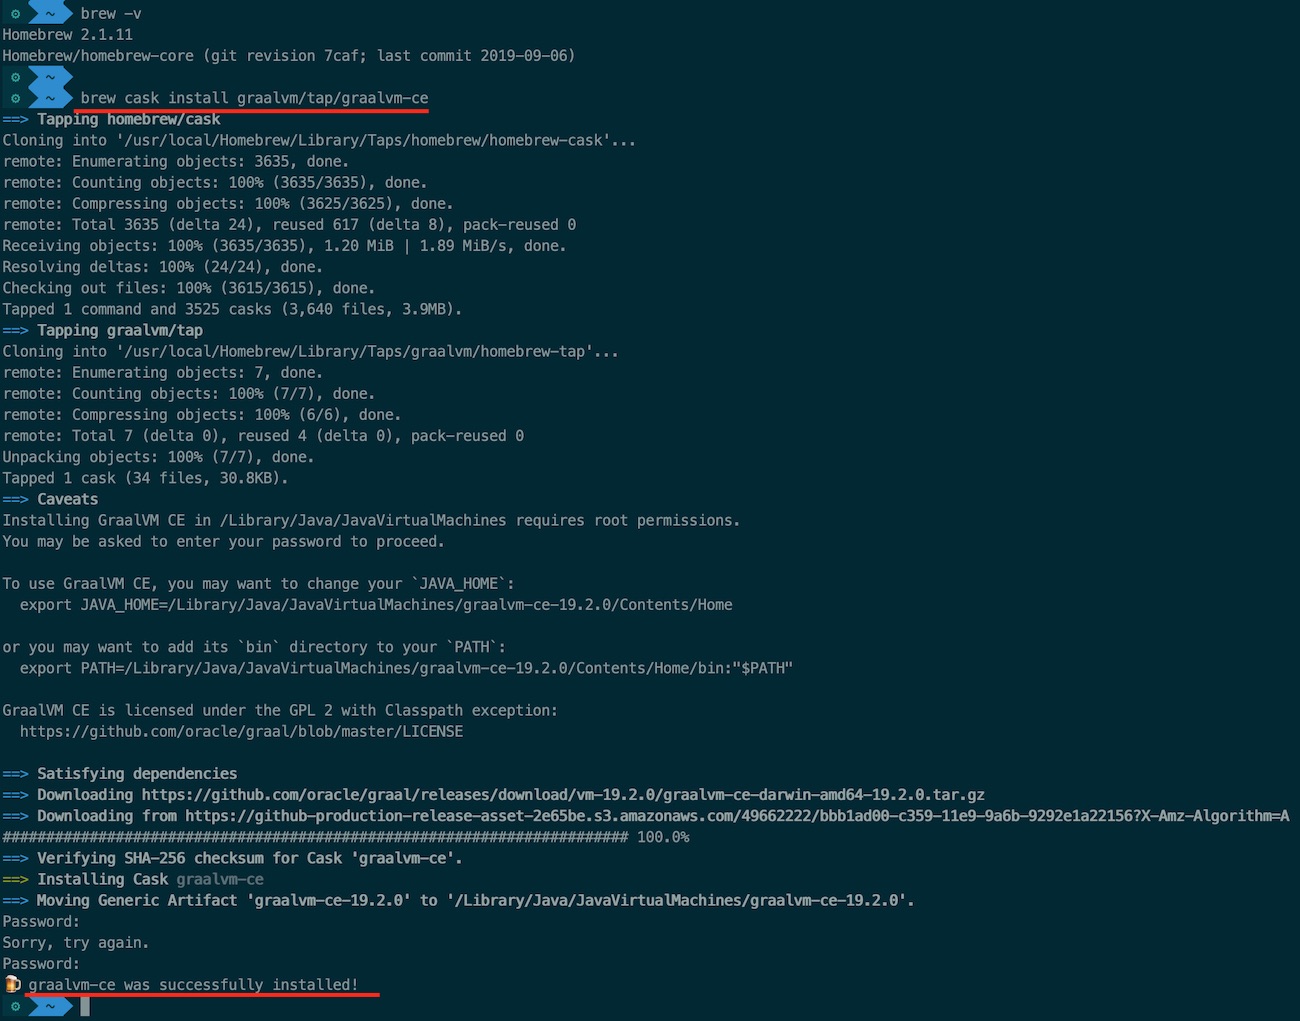 ~ brew -v
Homebrew 2.1.11
Homebrew/homebrew-core (git revision 7caf; last commit 2019-09-06)
~
~ brew cask install graalvm/tap/graalvm-ce
==> Tapping homebrew/cask
Cloning into '/usr/local/Homebrew/Library/Taps/homebrew/homebrew-cask'...
remote: Enumerating objects: 3635, done.
remote: Counting objects: 100% (3635/3635), done.
remote: Compressing objects: 100% (3625/3625), done.
remote: Total 3635 (delta 24), reused 617 (delta 8), pack-reused 0
Receiving objects: 100% (3635/3635), 1.20 MiB | 1.89 MiB/s, done.
Resolving deltas: 100% (24/24), done.
Checking out files: 100% (3615/3615), done.
Tapped 1 command and 3525 casks (3,640 files, 3.9MB).
==> Tapping graalvm/tap
Cloning into '/usr/local/Homebrew/Library/Taps/graalvm/homebrew-tap'...
remote: Enumerating objects: 7, done.
remote: Counting objects: 100% (7/7), done.
remote: Compressing objects: 100% (6/6), done.
remote: Total 7 (delta 0), reused 4 (delta 0), pack-reused 0
Unpacking objects: 100% (7/7), done.
Tapped 1 cask (34 files, 30.8KB).
==> Caveats
Installing GraalVM CE in /Library/Java/JavaVirtualMachines requires root permissions.
You may be asked to enter your password to proceed.
To use GraalVM CE, you may want to change your `JAVA_HOME`:
export JAVA_HOME=/Library/Java/JavaVirtualMachines/graalvm-ce-19.2.0/Contents/Home
or you may want to add its `bin` directory to your `PATH`:
export PATH=/Library/Java/JavaVirtualMachines/graalvm-ce-19.2.0/Contents/Home/bin:"$PATH"
GraalVM CE is licensed under the GPL 2 with Classpath exception:
https://github.com/oracle/graal/blob/master/LICENSE
==> Satisfying dependencies
==> Downloading https://github.com/oracle/graal/releases/download/vm-19.2.0/graalvm-ce-darwin-amd64-19.2.0.tar.gz
==> Downloading from https://github-production-release-asset-2e65be.s3.amazonaws.com/49662222/bbb1ad00-c359-11e9-9a6b-9292e1a22156?X-Amz-Algorithm=A
######################################################################## 100.0%
==> Verifying SHA-256 checksum for Cask 'graalvm-ce'.
==> Installing Cask graalvm-ce
==> Moving Generic Artifact 'graalvm-ce-19.2.0' to '/Library/Java/JavaVirtualMachines/graalvm-ce-19.2.0'.
Password:
Sorry, try again.
Password:
🍺 graalvm-ce was successfully installed!
~